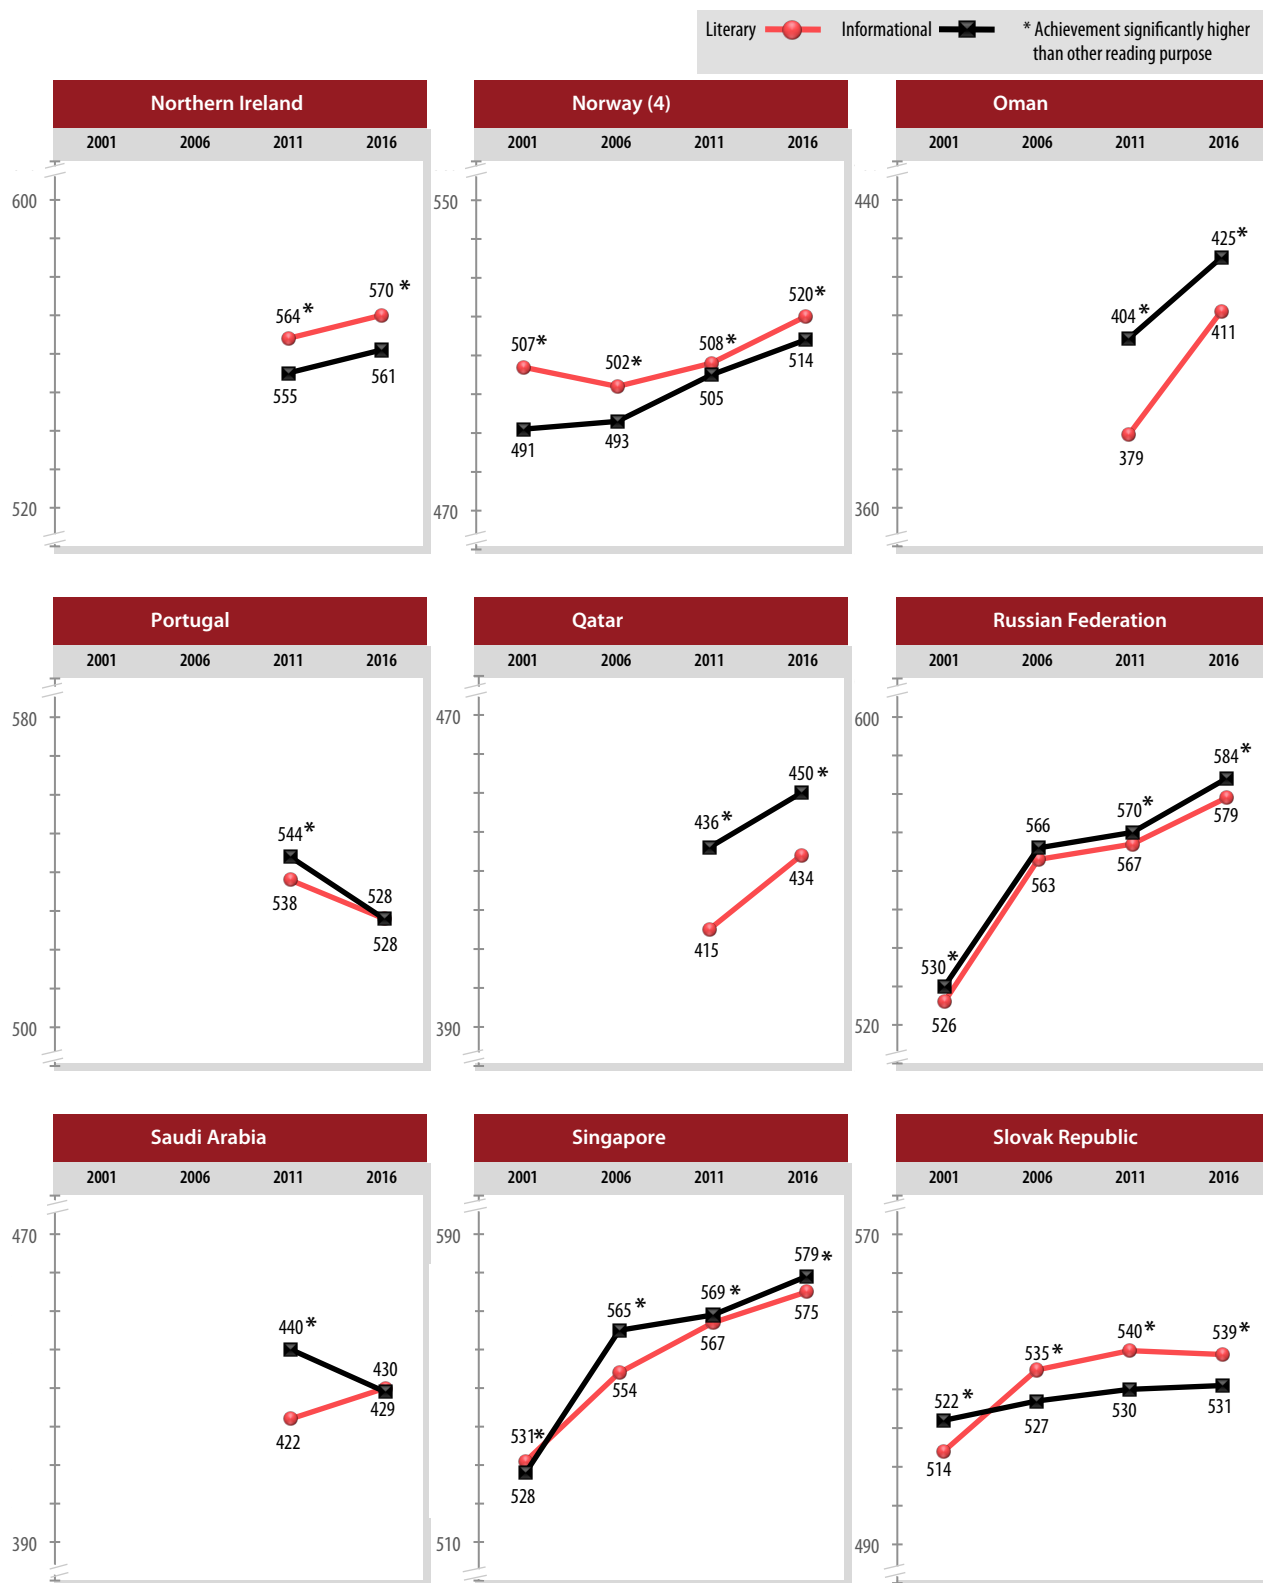 Literary Informational * Achievement significantly higher
than other reading purpose
Northern Ireland
2001 2006 2011 2016
600
570 *
564 *
561
555
520
Norway (4)
2001 2006 2011 2016
550
520 *
507 * 502 * 508 *
514
505
491 493
470
Oman
2001 2006 2011 2016
440
425 *
404 *
411
379
360
Portugal
2001 2006 2011 2016
580
544 *
538 528
528
500
Qatar
2001 2006 2011 2016
470
450 *
436 *
434
415
390
Russian Federation
2001 2006 2011 2016
600
584 *
566 570 *
579
563 567
530 *
526
520
Saudi Arabia
2001 2006 2011 2016
470
440 *
430
429
422
390
Singapore
2001 2006 2011 2016
590
579 *
565 * 569 *
575
567
554
531 *
528
510
Slovak Republic
2001 2006 2011 2016
570
535 * 540 * 539 *
522 *
527 530 531
514
490